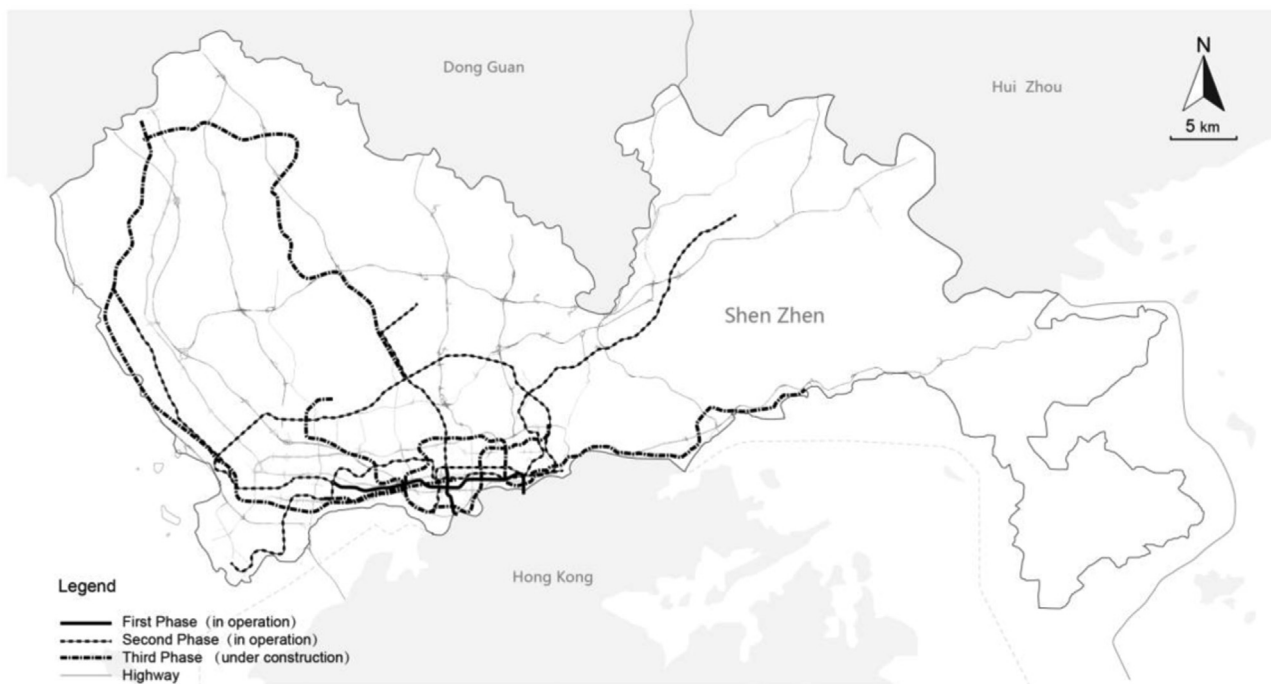 Dong Guan
Hui Zhou
N
5 km
Shen Zhen
Hong Kong
Legend
First Phase (in operation)
Second Phase (in operation)
Third Phase (under construction)
Highway